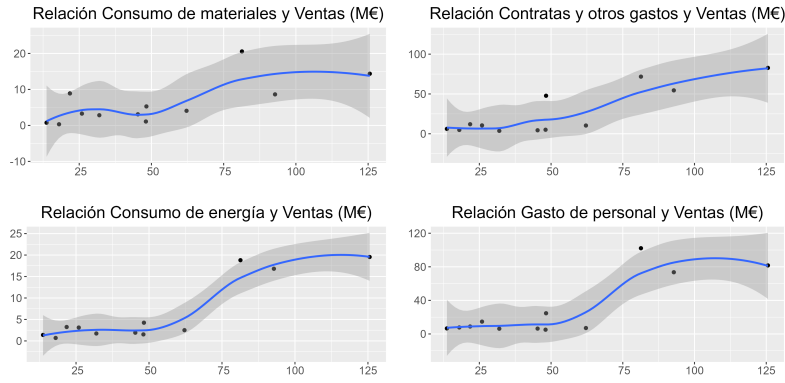 Relación Consumo de materiales y Ventas (M€)
20
10
0
-10
25 50 75 100 125
Relación Contratas y otros gastos y Ventas (M€)
100
50
0
25 50 75 100 125
Relación Consumo de energía y Ventas (M€)
25
20
15
10
5
0
25 50 75 100 125
Relación Gasto de personal y Ventas (M€)
120
80
40
0
25 50 75 100 125